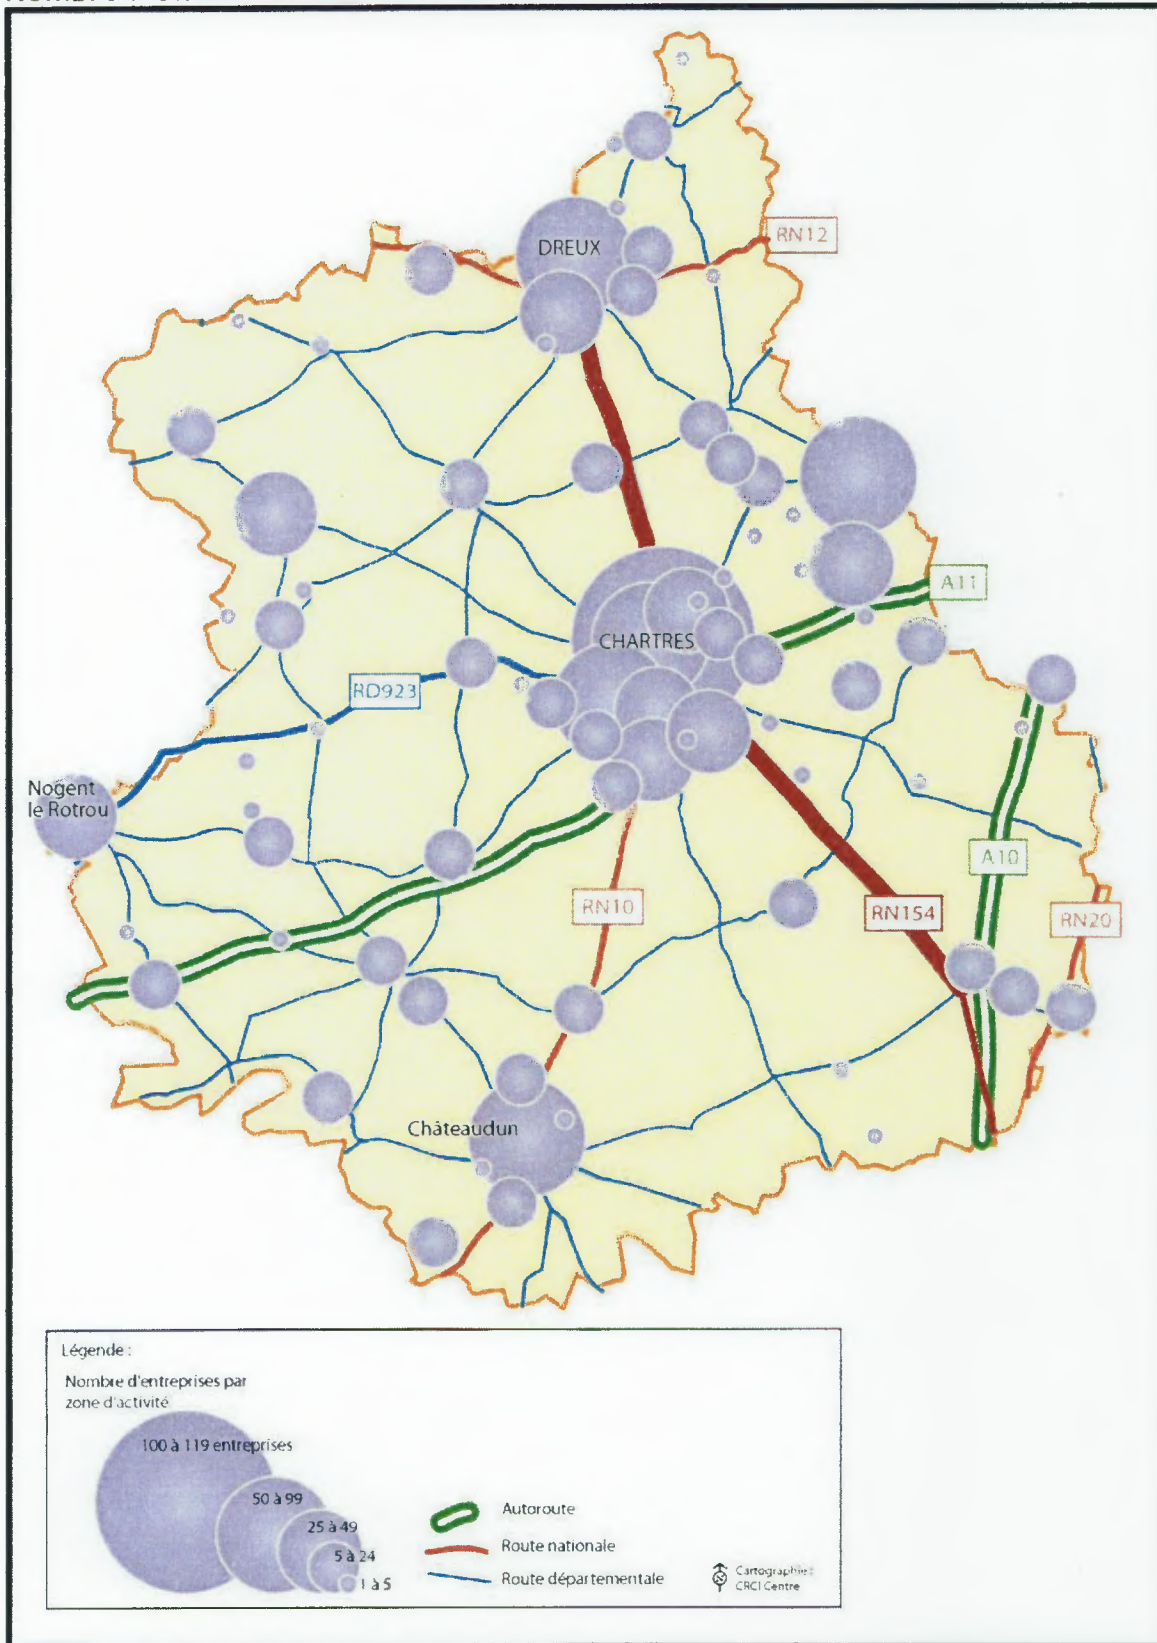 DREUX
RN12
A11
CHARTRES
RD923
Nogent
le Rotrou
A10
RN10
RN154
RN20
Châteaudun
Légende :
Nombre d'entreprises par
zone d'activité
100 à 119 entreprises
50 à 99
25 à 49
5 à 24
1 à 5
Autoroute
Route nationale
Route départementale
Cartographie :
CRCI Centre